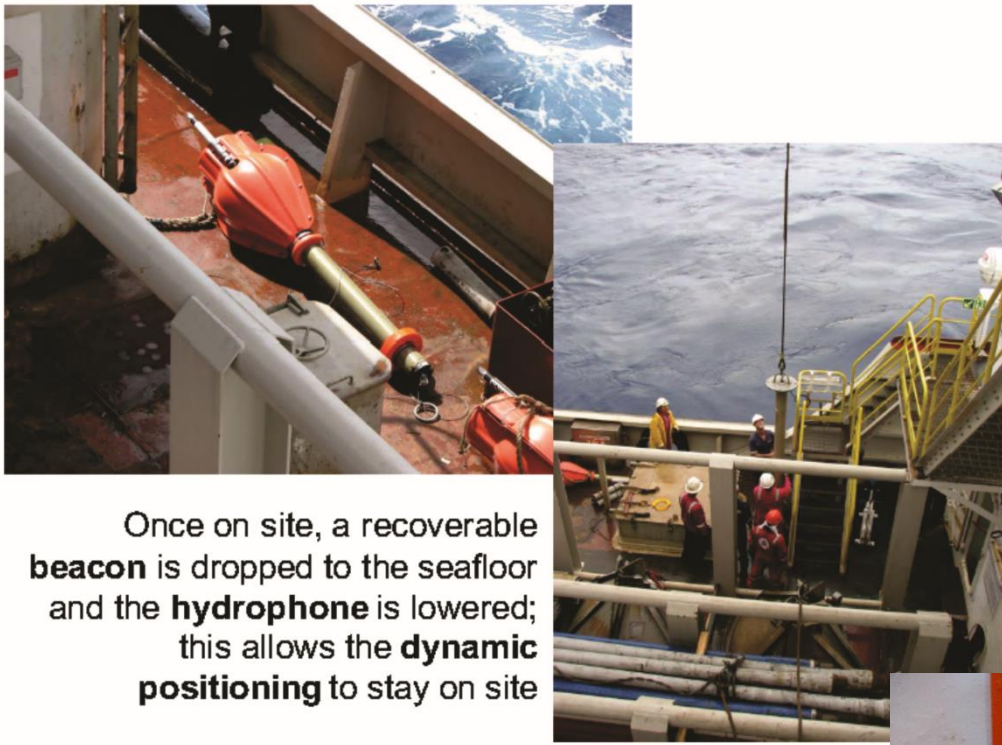 Once on site, a recoverable
beacon is dropped to the seafloor
and the hydrophone is lowered;
this allows the dynamic
positioning to stay on site